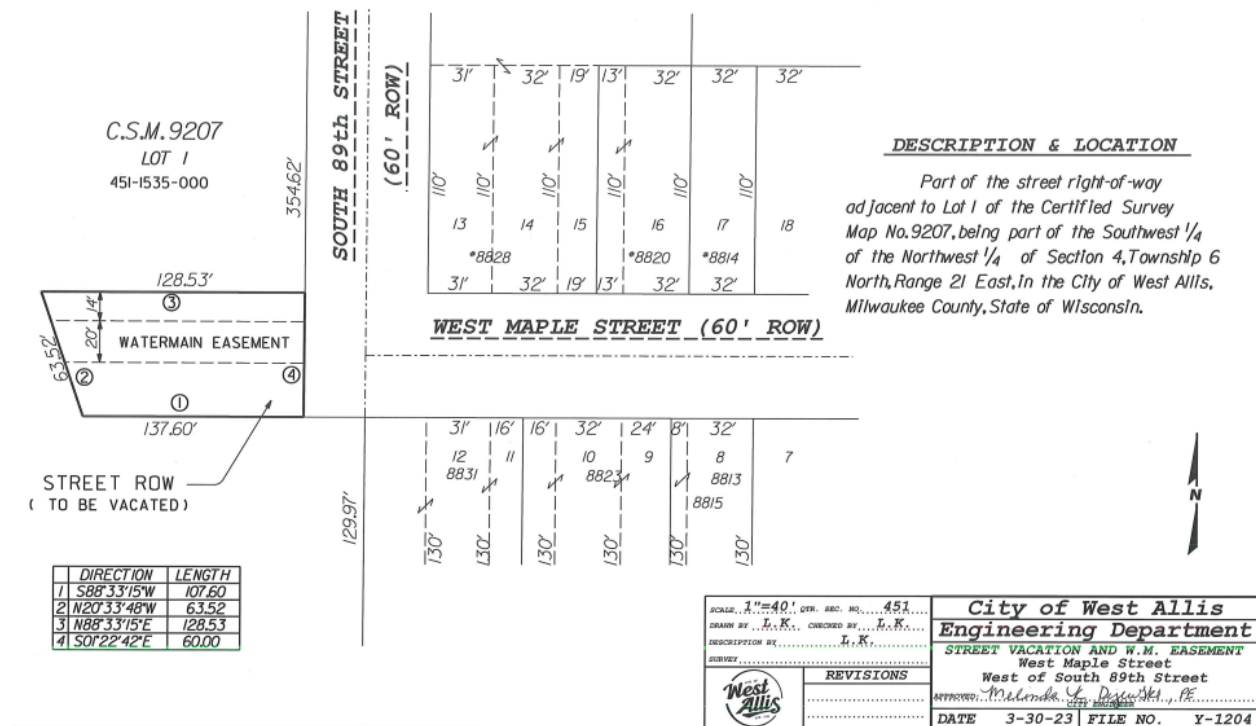 C.S.M. 9207
LOT 1
451-1535-000
354.62'
SOUTH 89th STREET
(60' ROW)
31' 32' 19' 13' 32' 32' 32'
110' 110' 110' 110' 110' 110'
13 14 15 16 17 18
*8828 *8820 *8814
31' 32' 19' 13' 32' 32'
WEST MAPLE STREET (60' ROW)
DESCRIPTION & LOCATION
Part of the street right-of-way
adjacent to Lot 1 of the Certified Survey
Map No. 9207, being part of the Southwest 1/4
of the Northwest 1/4 of Section 4, Township 6
North, Range 21 East, in the City of West Allis,
Milwaukee County, State of Wisconsin.
128.53'
3
14'
20'
WATERMAIN EASEMENT
63.52'
2 4
1
137.60'
STREET ROW
( TO BE VACATED )
129.97'
31' 16' 16' 32' 24' 8' 32'
12 11 10 9 8 7
8831 8823 8813
8815
130' 130' 130' 130' 130' 130'
N
DIRECTION LENGTH
1 S88°33'15"W 107.60
2 N20°33'48"W 63.52
3 N88°33'15"E 128.53
4 S01°22'42"E 60.00
SCALE 1"=40' QTR. SEC. NO. 451
DRAWN BY L.K. CHECKED BY L.K.
DESCRIPTION BY L.K.
SURVEY
REVISIONS
West
Allis
City of West Allis
Engineering Department
STREET VACATION AND W.M. EASEMENT
West Maple Street
West of South 89th Street
APPROVED: Melinda K. PE
CITY ENGINEER
DATE 3-30-23 FILE NO. Y-1204